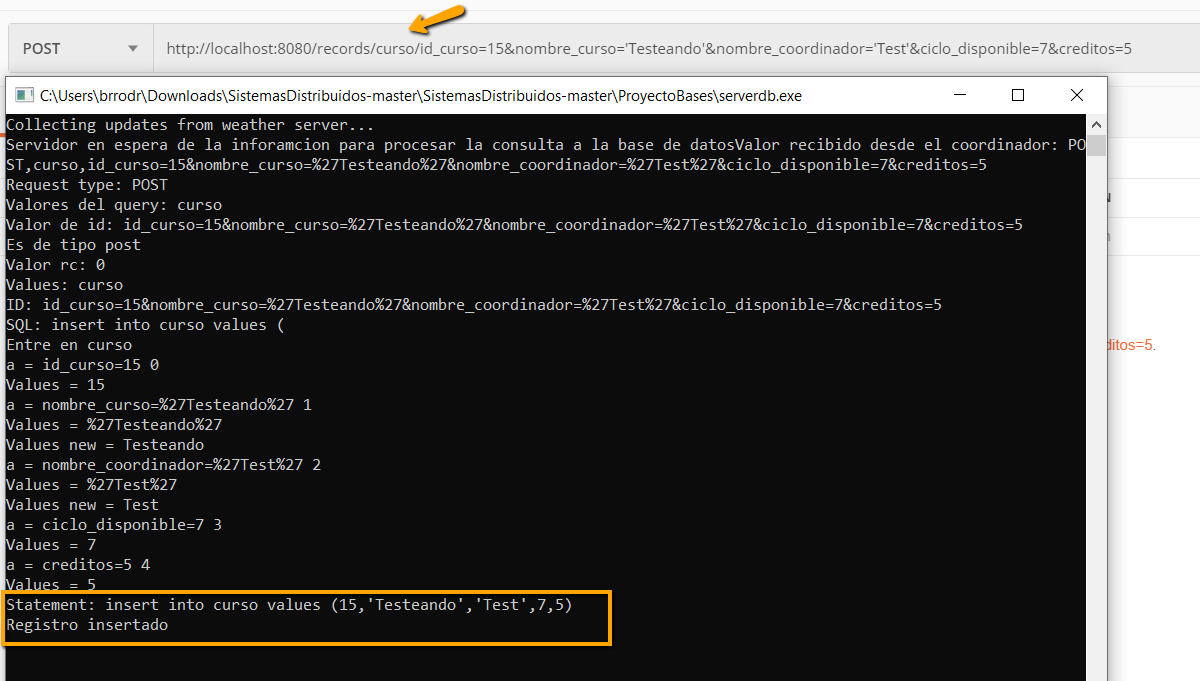 POST
http://localhost:8080/records/curso/id_curso=15&nombre_curso='Testeando'&nombre_coordinador='Test'&ciclo_disponible=7&creditos=5
C:\Users\brrodr\Downloads\SistemasDistribuidos-master\SistemasDistribuidos-master\ProyectoBases\serverdb.exe
Collecting updates from weather server...
Servidor en espera de la inforamcion para procesar la consulta a la base de datosValor recibido desde el coordinador: PO
ST,curso,id_curso=15&nombre_curso=%27Testeando%27&nombre_coordinador=%27Test%27&ciclo_disponible=7&creditos=5
Request type: POST
Valores del query: curso
Valor de id: id_curso=15&nombre_curso=%27Testeando%27&nombre_coordinador=%27Test%27&ciclo_disponible=7&creditos=5
Es de tipo post
Valor rc: 0
Values: curso
ID: id_curso=15&nombre_curso=%27Testeando%27&nombre_coordinador=%27Test%27&ciclo_disponible=7&creditos=5
SQL: insert into curso values (
Entre en curso
ditos=5.
a = id_curso=15 0
Values = 15
a = nombre_curso=%27Testeando%27 1
Values = %27Testeando%27
Values new = Testeando
a = nombre_coordinador=%27Test%27 2
Values = %27Test%27
Values new = Test
a = ciclo_disponible=7 3
Values = 7
a = creditos=5 4
Values = 5
Statement: insert into curso values (15,'Testeando','Test',7,5)
Registro insertado